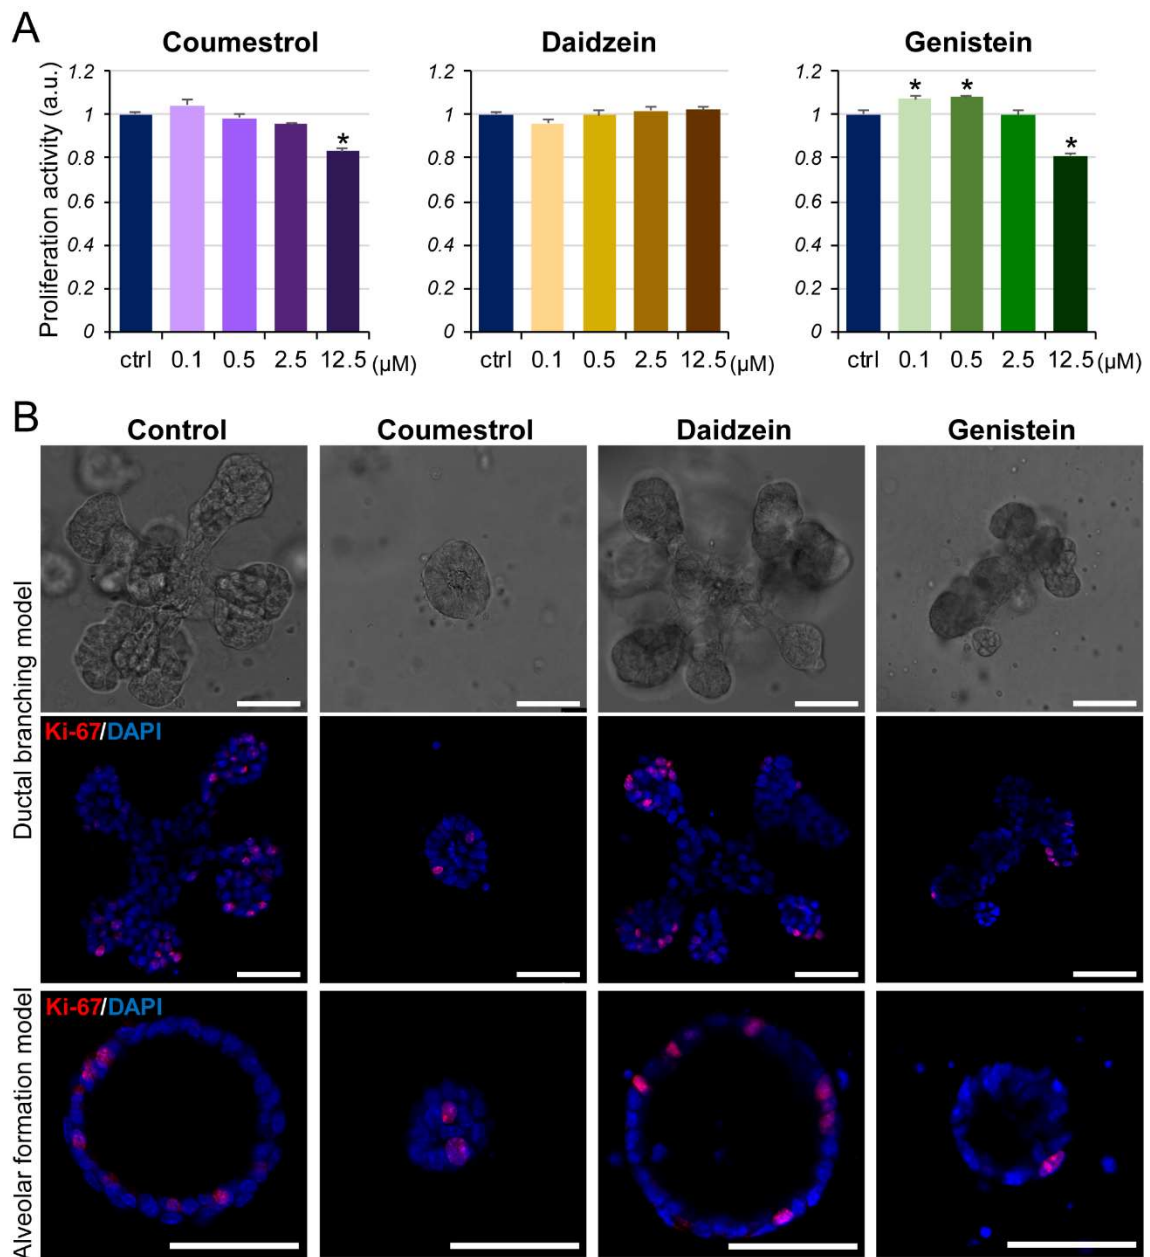 A
Coumestrol
Daidzein
Genistein
Proliferation activity (a.u.)
1.2
1
0.8
0.6
0.4
0.2
0
*
ctrl 0.1 0.5 2.5 12.5 (µM)
1.2
1
0.8
0.6
0.4
0.2
0
ctrl 0.1 0.5 2.5 12.5 (µM)
1.2
1
0.8
0.6
0.4
0.2
0
* * *
ctrl 0.1 0.5 2.5 12.5 (µM)
B
Control
Coumestrol
Daidzein
Genistein
Ductal branching model
Ki-67/DAPI
Alveolar formation model
Ki-67/DAPI